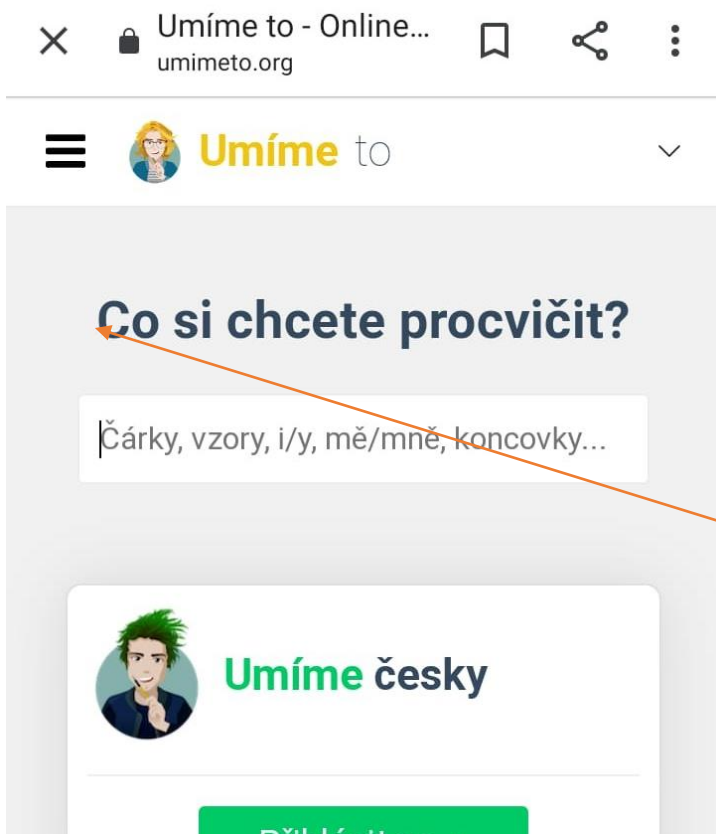 Umíme to - Online...
umimeto.org
Umíme to
Co si chcete procvičit?
Čárky, vzory, i/y, mě/mně, koncovky...
Umíme česky